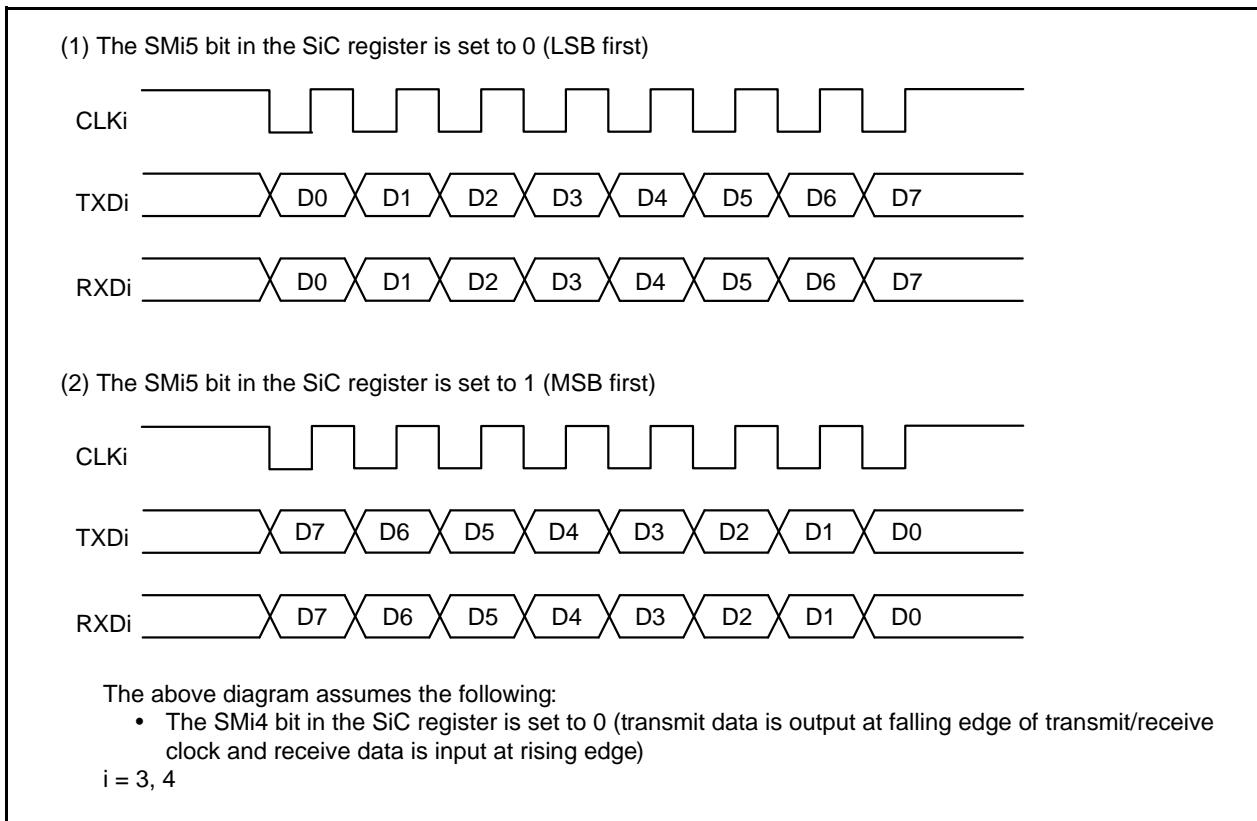 (1) The SMi5 bit in the SiC register is set to 0 (LSB first)
CLKi
TXDi D0 D1 D2 D3 D4 D5 D6 D7
RXDi D0 D1 D2 D3 D4 D5 D6 D7
(2) The SMi5 bit in the SiC register is set to 1 (MSB first)
CLKi
TXDi D7 D6 D5 D4 D3 D2 D1 D0
RXDi D7 D6 D5 D4 D3 D2 D1 D0
The above diagram assumes the following:
• The SMi4 bit in the SiC register is set to 0 (transmit data is output at falling edge of transmit/receive
clock and receive data is input at rising edge)
i = 3, 4